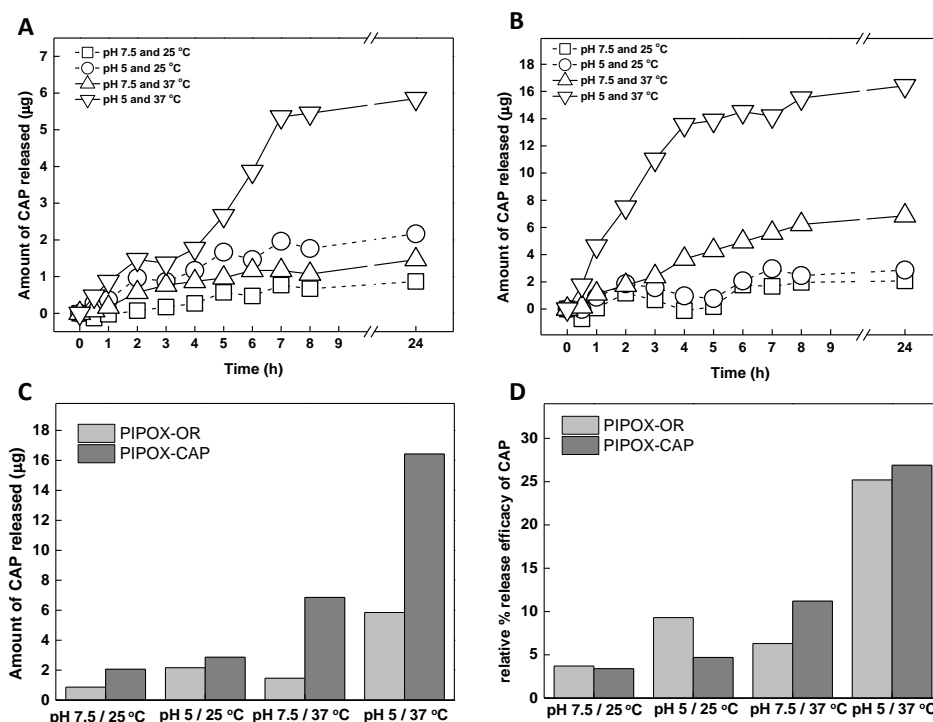 A
pH 7.5 and 25 °C
pH 5 and 25 °C
pH 7.5 and 37 °C
pH 5 and 37 °C
Amount of CAP released (µg)
7
6
5
4
3
2
1
0
0 1 2 3 4 5 6 7 8 9 24
Time (h)
B
pH 7.5 and 25 °C
pH 5 and 25 °C
pH 7.5 and 37 °C
pH 5 and 37 °C
Amount of CAP released (µg)
18
16
14
12
10
8
6
4
2
0
0 1 2 3 4 5 6 7 8 9 24
Time (h)
C
PIPOX-OR
PIPOX-CAP
Amount of CAP released (µg)
18
16
14
12
10
8
6
4
2
0
pH 7.5 / 25 °C pH 5 / 25 °C pH 7.5 / 37 °C pH 5 / 37 °C
D
PIPOX-OR
PIPOX-CAP
relative % release efficacy of CAP
30
25
20
15
10
5
0
pH 7.5 / 25 °C pH 5 / 25 °C pH 7.5 / 37 °C pH 5 / 37 °C